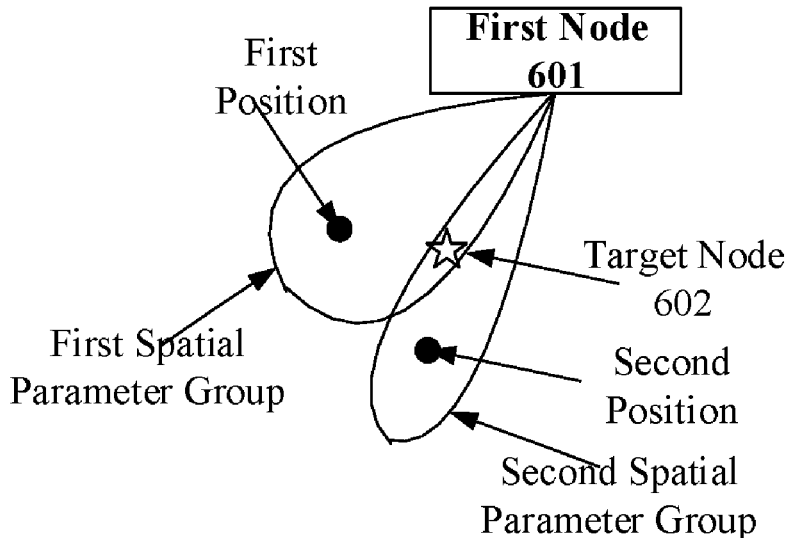 First Node
601
First
Position
Target Node
602
First Spatial
Parameter Group
Second
Position
Second Spatial
Parameter Group